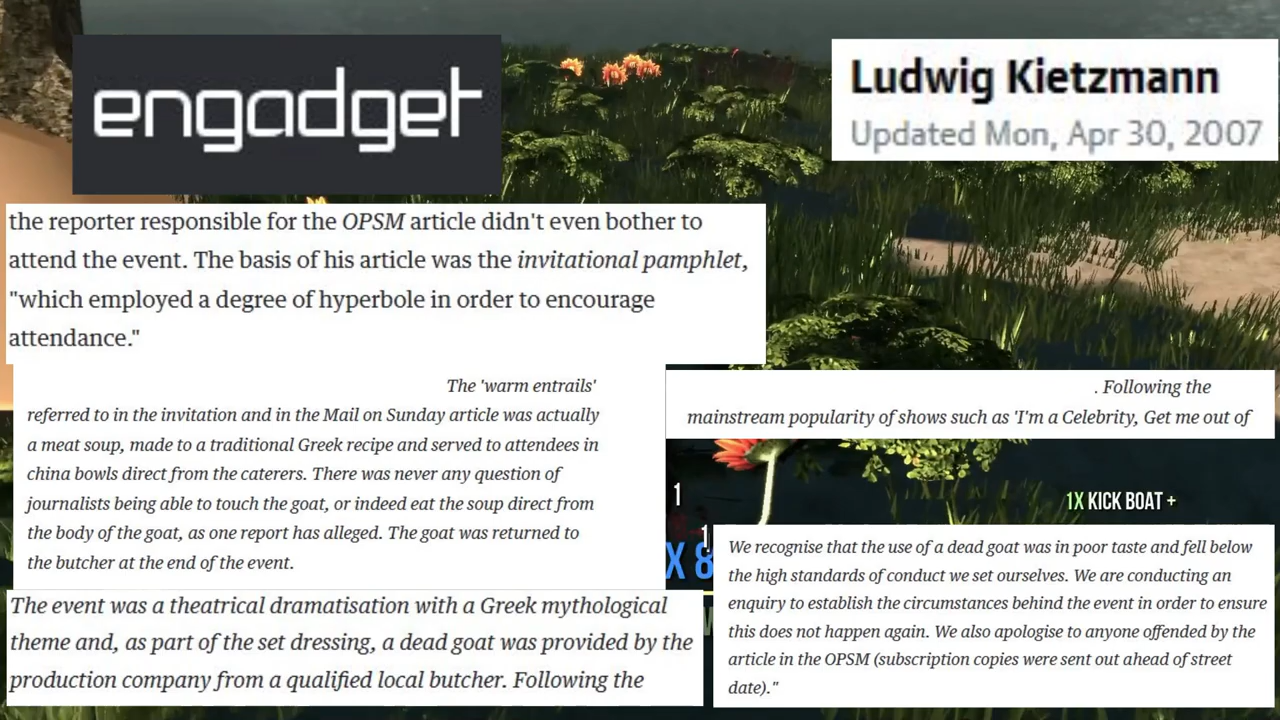 engadget
Ludwig Kietzmann
Updated Mon, Apr 30, 2007
the reporter responsible for the OPSM article didn't even bother to
attend the event. The basis of his article was the invitational pamphlet,
"which employed a degree of hyperbole in order to encourage
attendance."
The 'warm entrails'
referred to in the invitation and in the Mail on Sunday article was actually
a meat soup, made to a traditional Greek recipe and served to attendees in
china bowls direct from the caterers. There was never any question of
journalists being able to touch the goat, or indeed eat the soup direct from
the body of the goat, as one report has alleged. The goat was returned to
the butcher at the end of the event.
The event was a theatrical dramatisation with a Greek mythological
theme and, as part of the set dressing, a dead goat was provided by the
production company from a qualified local butcher. Following the
. Following the
mainstream popularity of shows such as 'I'm a Celebrity, Get me out of
1
1X KICK BOAT +
1
X 8
We recognise that the use of a dead goat was in poor taste and fell below
the high standards of conduct we set ourselves. We are conducting an
enquiry to establish the circumstances behind the event in order to ensure
this does not happen again. We also apologise to anyone offended by the
article in the OPSM (subscription copies were sent out ahead of street
date)."